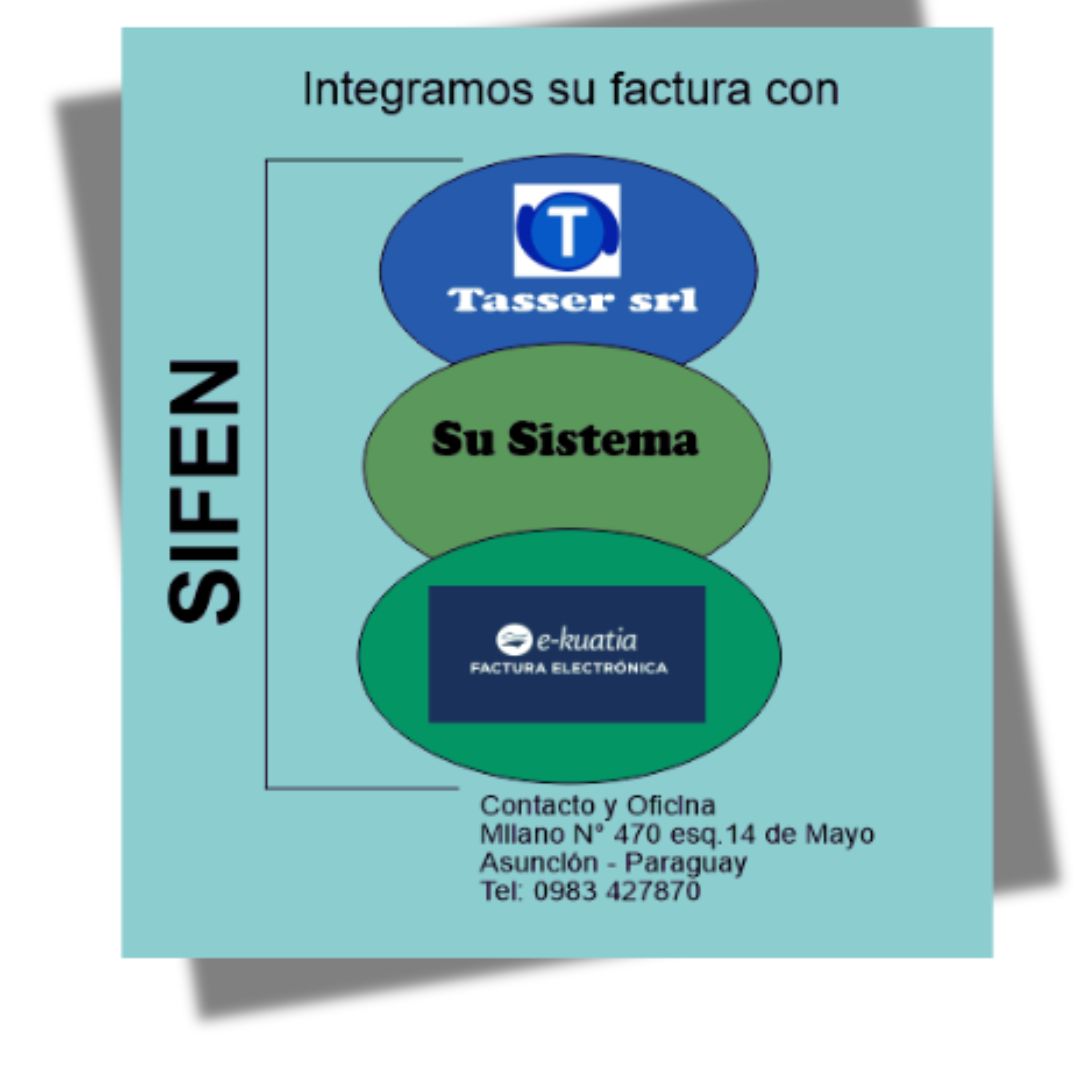 Integramos su factura con
SIFEN
T
Tasser srl
Su Sistema
e-kuatia
FACTURA ELECTRÓNICA
Contacto y Oficina
Milano N° 470 esq.14 de Mayo
Asunción - Paraguay
Tel: 0983 427870